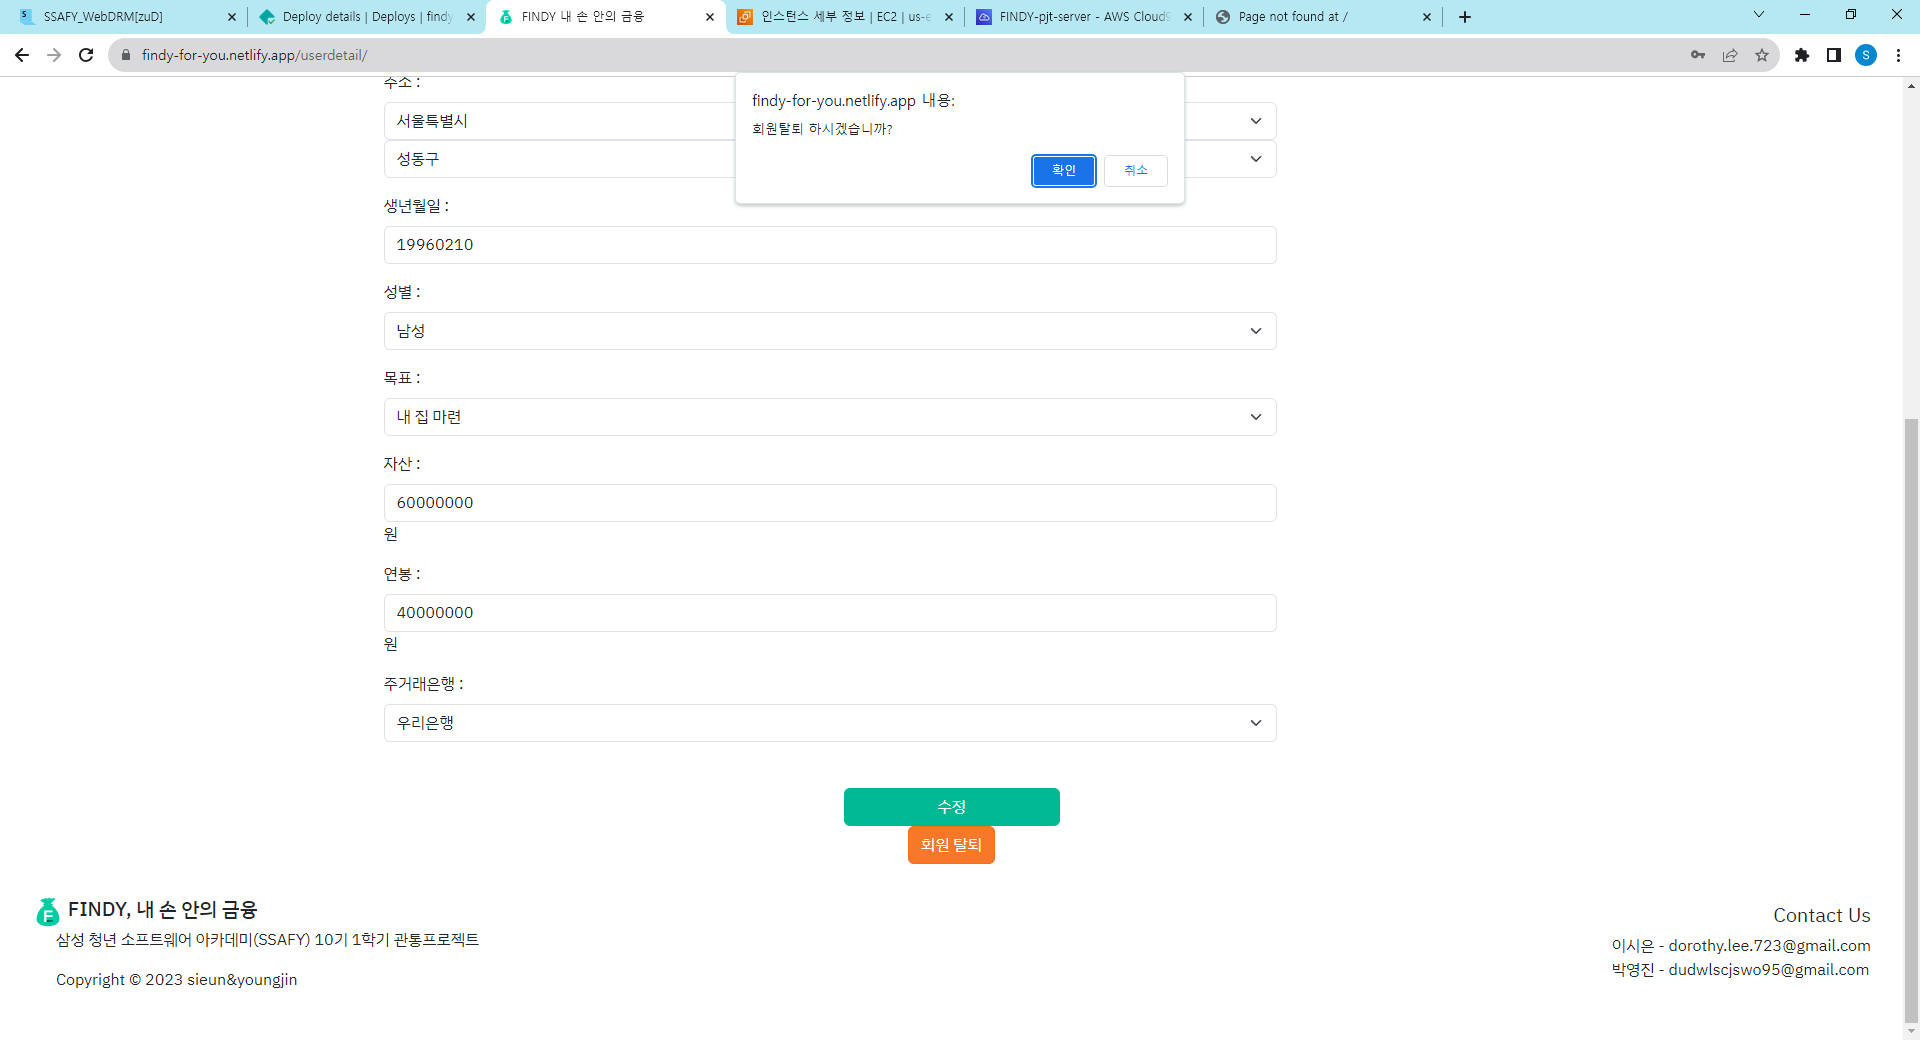 SSAFY_WebDRM[zuD]
Deploy details | Deploys | findy
FINDY 내 손 안의 금융
인스턴스 세부 정보 | EC2 | us-e
FINDY-pjt-server - AWS Cloud9
Page not found at /
findy-for-you.netlify.app/userdetail/
S
findy-for-you.netlify.app 내용:
회원탈퇴 하시겠습니까?
확인
취소
주소 :
서울특별시
성동구
생년월일 :
19960210
성별 :
남성
목표 :
내 집 마련
자산 :
60000000
원
연봉 :
40000000
원
주거래은행 :
우리은행
수정
회원 탈퇴
FINDY, 내 손 안의 금융
삼성 청년 소프트웨어 아카데미(SSAFY) 10기 1학기 관통프로젝트
Copyright © 2023 sieun&youngjin
Contact Us
이시은 - dorothy.lee.723@gmail.com
박영진 - dudwlscjswo95@gmail.com